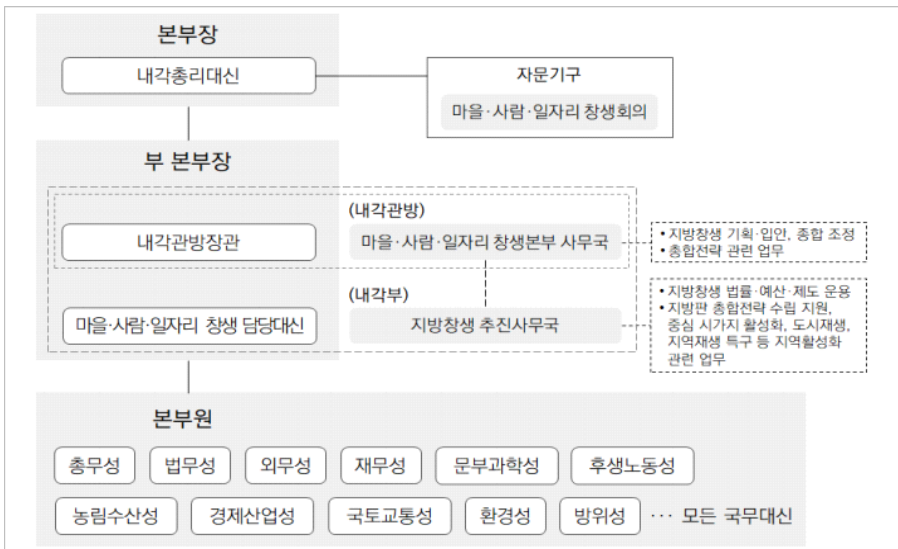 본부장
내각총리대신
자문기구
마을·사람·일자리 창생회의
부 본부장
(내각관방)
내각관방장관
마을·사람·일자리 창생본부 사무국
• 지방창생 기획·입안, 종합 조정
• 총합전략 관련 업무
(내각부)
마을·사람·일자리 창생 담당대신
지방창생 추진사무국
• 지방창생 법률·예산·제도 운용
• 지방판 총합전략 수립 지원,
중심 시가지 활성화, 도시재생,
지역재생 특구 등 지역활성화
관련 업무
본부원
총무성 법무성 외무성 재무성 문부과학성 후생노동성
농림수산성 경제산업성 국토교통성 환경성 방위성 ··· 모든 국무대신